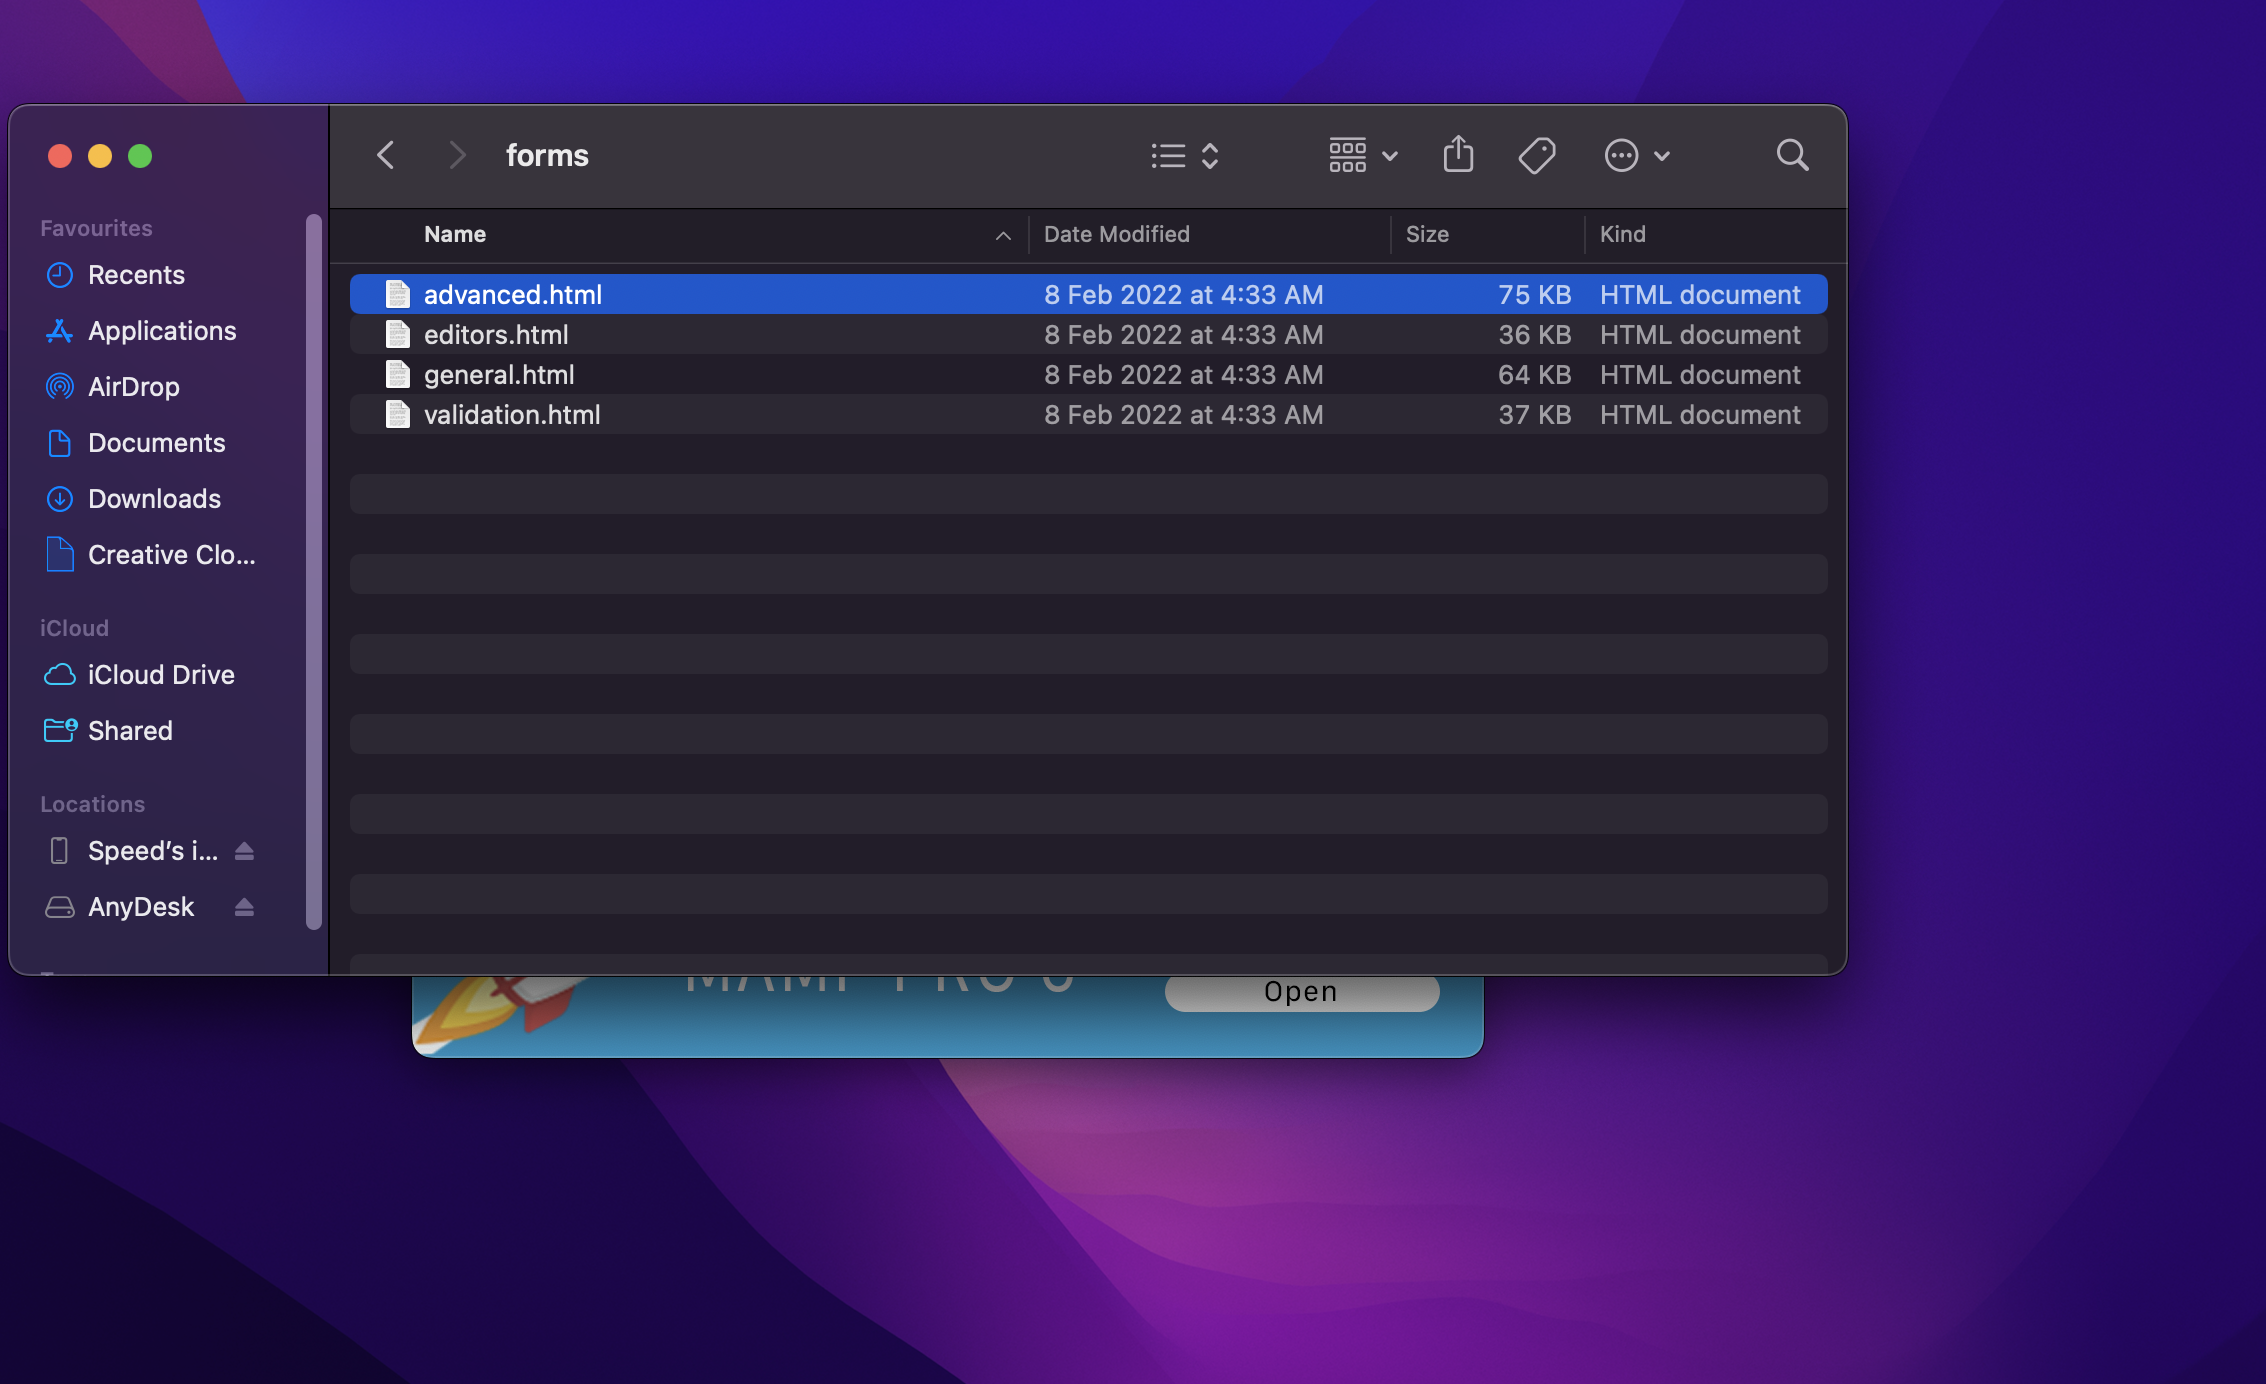 forms
Favourites
Recents
Applications
AirDrop
Documents
Downloads
Creative Clo...
iCloud
iCloud Drive
Shared
Locations
Speed's i...
AnyDesk
Name Date Modified Size Kind
advanced.html 8 Feb 2022 at 4:33 AM 75 KB HTML document
editors.html 8 Feb 2022 at 4:33 AM 36 KB HTML document
general.html 8 Feb 2022 at 4:33 AM 64 KB HTML document
validation.html 8 Feb 2022 at 4:33 AM 37 KB HTML document
MAMP PRO
Open